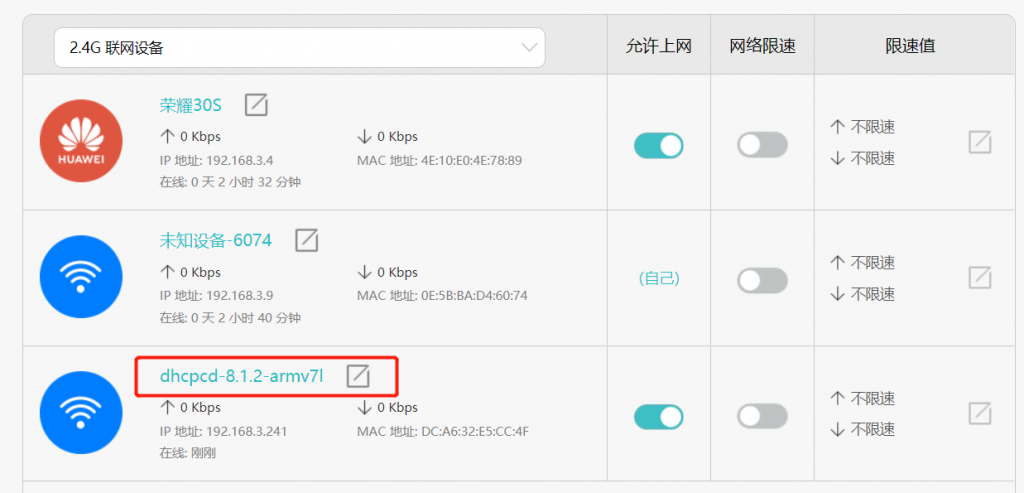 2.4G 联网设备 允许上网 网络限速 限速值
荣耀30S
HUAWEI
↑ 0 Kbps ↓ 0 Kbps
IP 地址: 192.168.3.4 MAC 地址: 4E:10:E0:4E:78:89
在线: 0 天 2 小时 32 分钟
↑ 不限速
↓ 不限速
未知设备-6074
↑ 0 Kbps ↓ 0 Kbps
IP 地址: 192.168.3.9 MAC 地址: 0E:5B:BA:D4:60:74
在线: 0 天 2 小时 40 分钟
(自己)
↑ 不限速
↓ 不限速
dhcpcd-8.1.2-armv7l
↑ 0 Kbps ↓ 0 Kbps
IP 地址: 192.168.3.241 MAC 地址: DC:A6:32:E5:CC:4F
在线: 刚刚
↑ 不限速
↓ 不限速